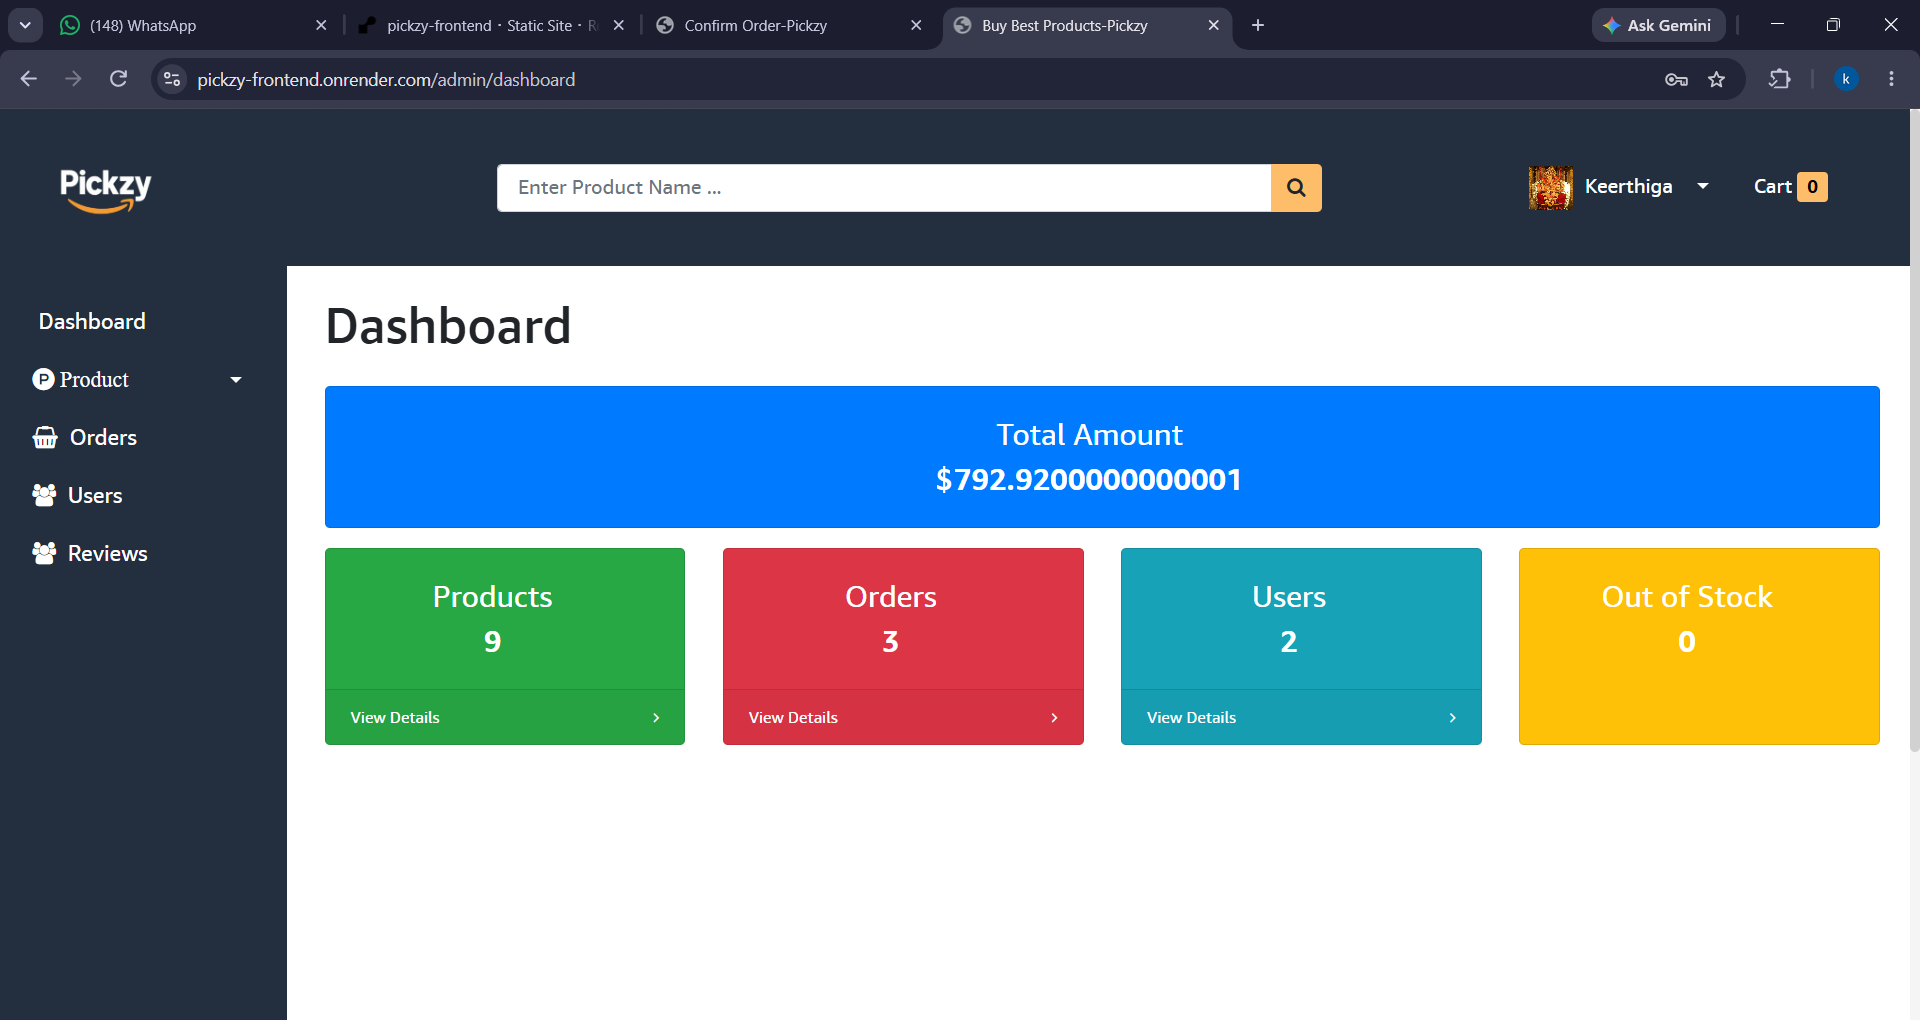 (148) WhatsApp
pickzy-frontend · Static Site ·
Confirm Order-Pickzy
Buy Best Products-Pickzy
Ask Gemini
pickzy-frontend.onrender.com/admin/dashboard
k
Pickzy
Enter Product Name ...
Keerthiga
Cart 0
Dashboard
P Product
Orders
Users
Reviews
Dashboard
Total Amount
$792.9200000000001
Products
9
View Details
Orders
3
View Details
Users
2
View Details
Out of Stock
0